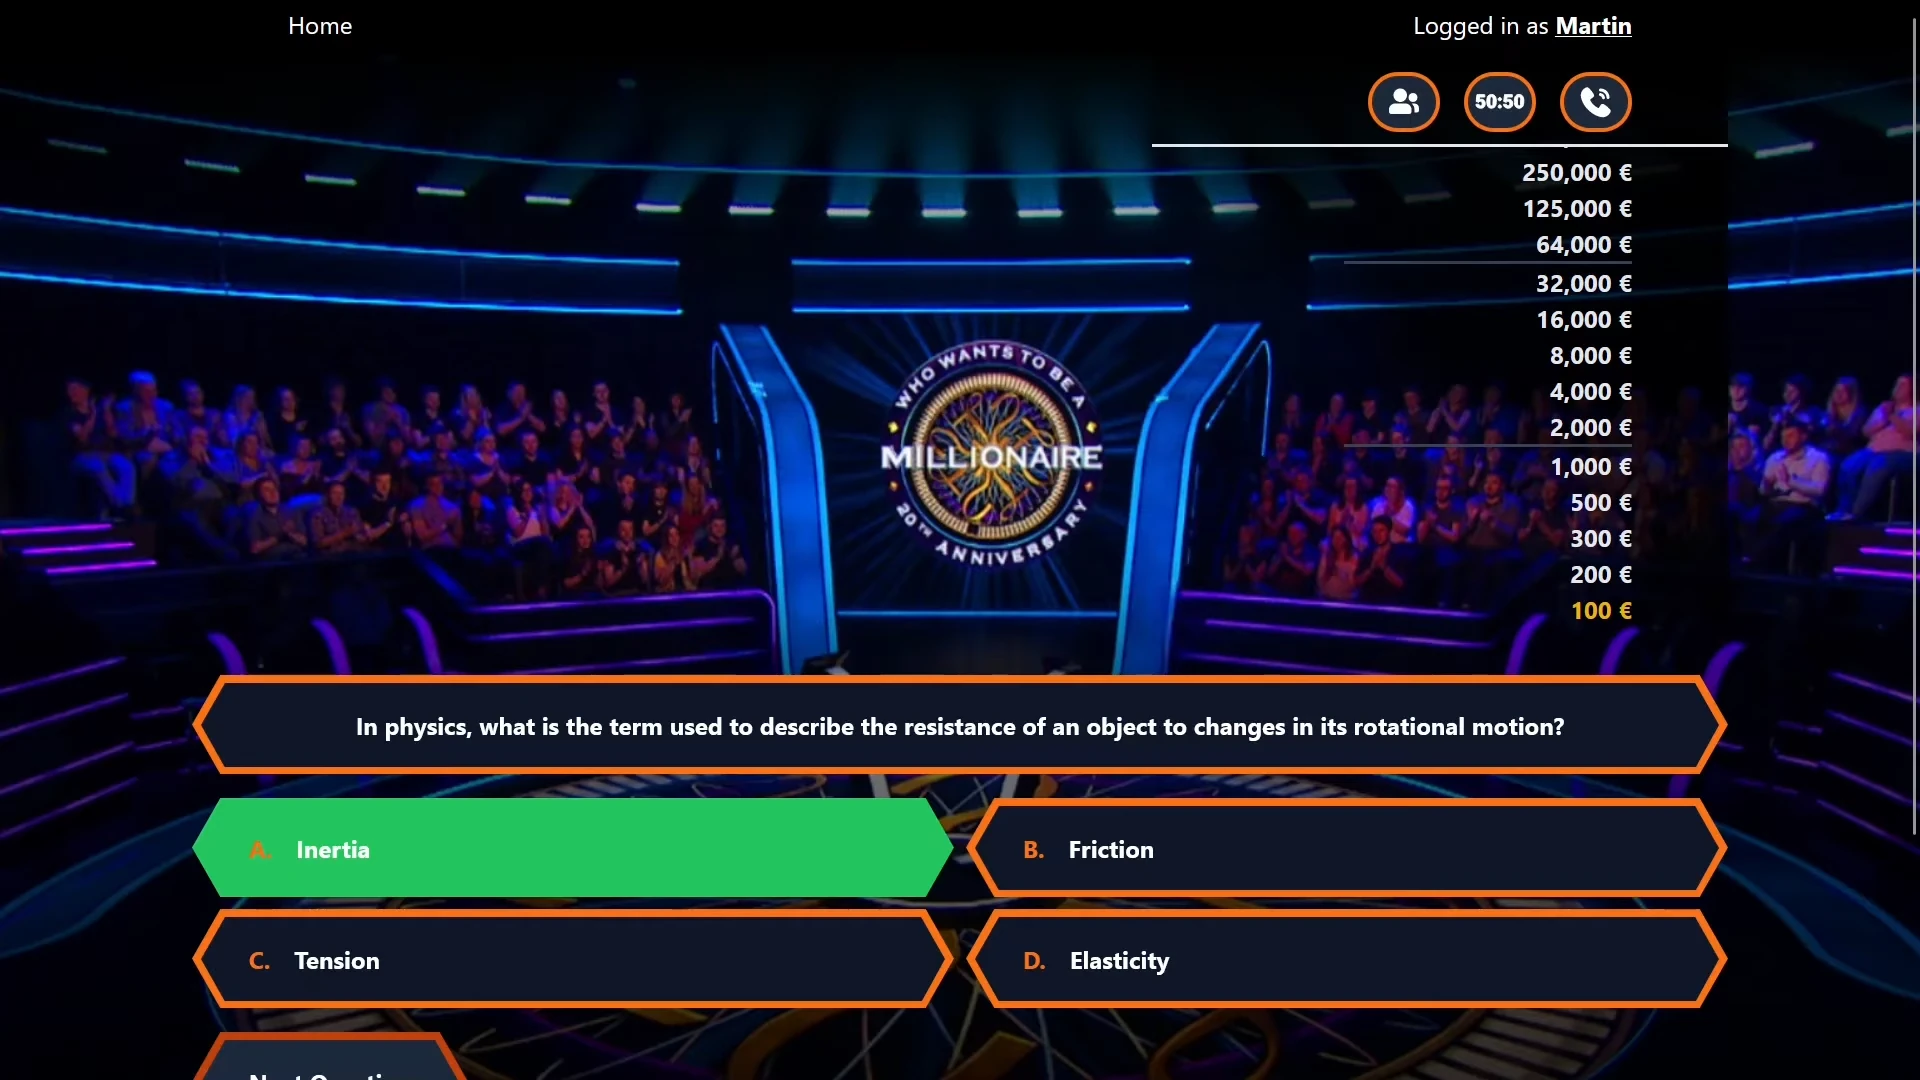 Home
Logged in as Martin
50:50
250,000 €
125,000 €
64,000 €
32,000 €
16,000 €
8,000 €
4,000 €
2,000 €
1,000 €
500 €
300 €
200 €
100 €
WHO WANTS TO BE A
MILLIONAIRE
20TH ANNIVERSARY
In physics, what is the term used to describe the resistance of an object to changes in its rotational motion?
A. Inertia
B. Friction
C. Tension
D. Elasticity